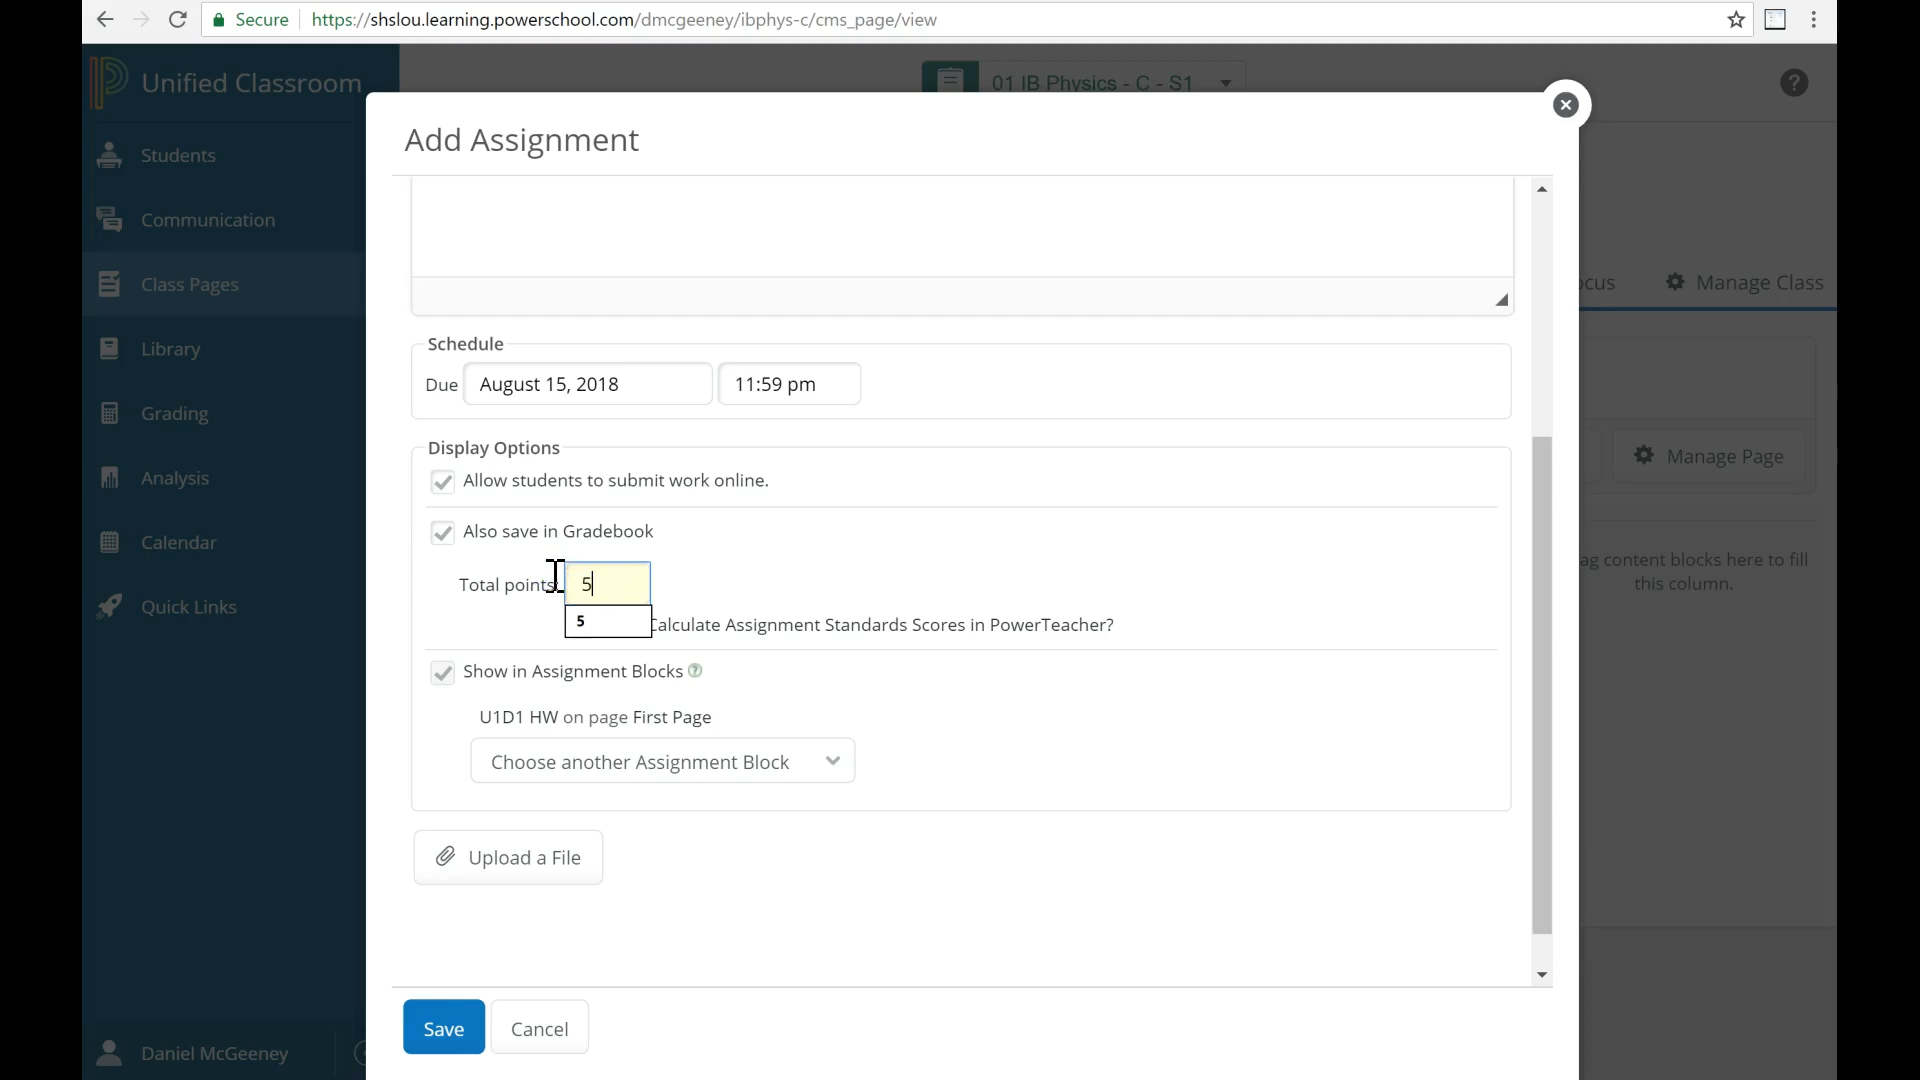 Secure https://shslou.learning.powerschool.com/dmcgeeney/ibphys-c/cms_page/view
Unified Classroom
01 IB Physics - C - S1
?
Students
Communication
Class Pages
Library
Grading
Analysis
Calendar
Quick Links
Daniel McGeeney
Add Assignment
Schedule
Due August 15, 2018 11:59 pm
Display Options
Allow students to submit work online.
Also save in Gradebook
Total points: 5
5
Calculate Assignment Standards Scores in PowerTeacher?
Show in Assignment Blocks ?
U1D1 HW on page First Page
Choose another Assignment Block
Upload a File
Save Cancel
ocus Manage Class
Manage Page
ag content blocks here to fill
this column.